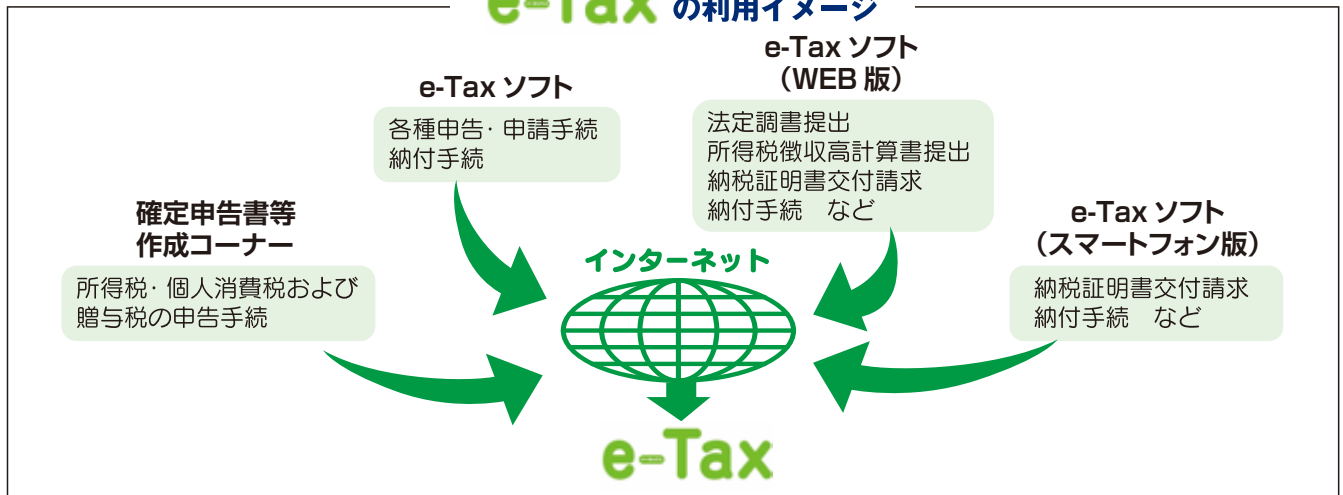 e-Taxの利用イメージ
e-Tax ソフト
各種申告・申請手続
納付手続
e-Tax ソフト
（WEB 版）
法定調書提出
所得税徴収高計算書提出
納税証明書交付請求
納付手続　など
確定申告書等
作成コーナー
所得税・個人消費税および
贈与税の申告手続
e-Tax ソフト
（スマートフォン版）
納税証明書交付請求
納付手続　など
インターネット
e-Tax